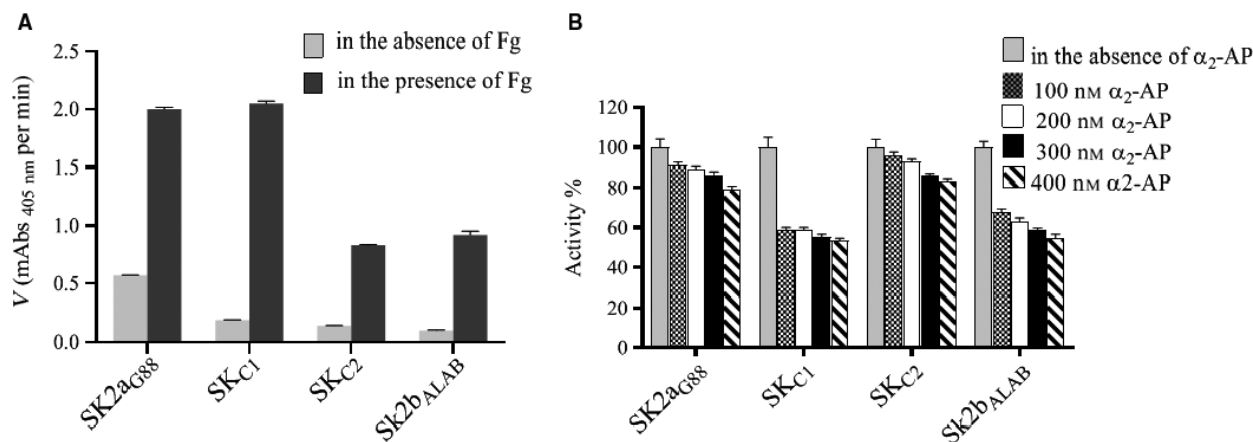 A
in the absence of Fg
in the presence of Fg
V (mAbs 405 nm per min)
2.5
2.0
1.5
1.0
0.5
0.0
SK2aG88
SKC1
SKC2
Sk2bALAB
B
in the absence of α2-AP
100 nM α2-AP
200 nM α2-AP
300 nM α2-AP
400 nM α2-AP
Activity %
120
100
80
60
40
20
0
SK2aG88
SKC1
SKC2
Sk2bALAB